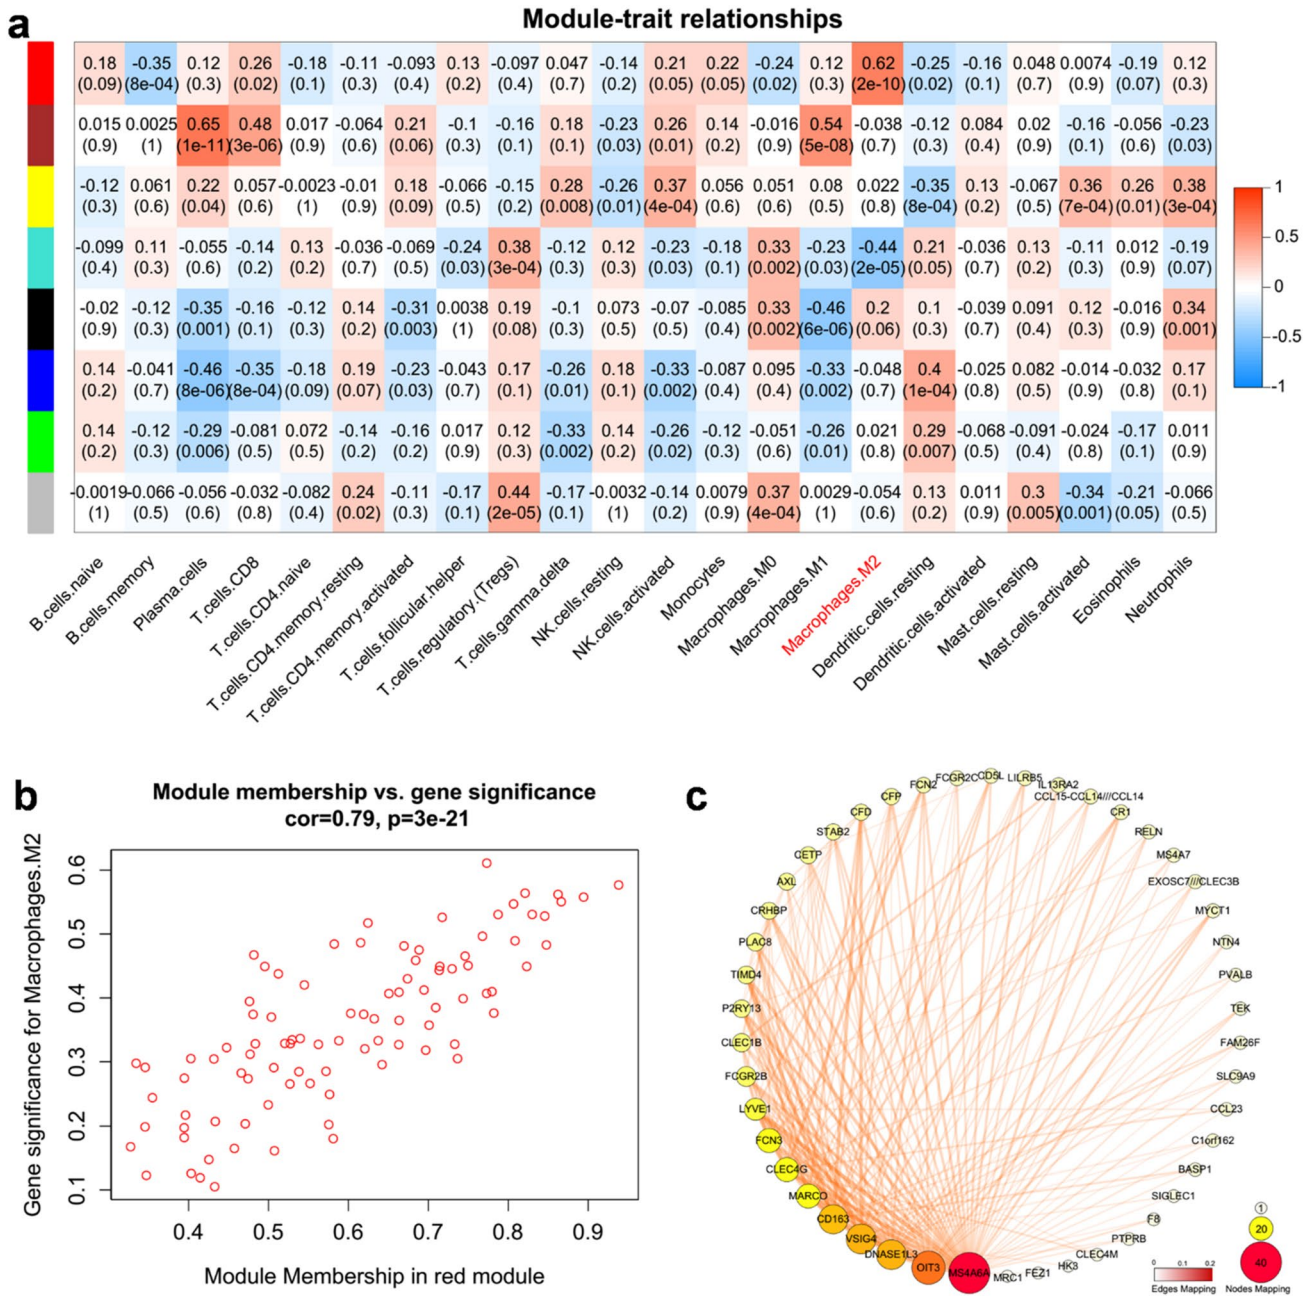 a
Module-trait relationships
0.18 -0.35 0.12 0.26 -0.18 -0.11 -0.093 0.13 -0.097 0.047 -0.14 0.21 0.22 -0.24 0.12 0.62 -0.25 -0.16 0.048 0.0074 -0.19 0.12
(0.09) (8e-04) (0.3) (0.02) (0.1) (0.3) (0.4) (0.2) (0.4) (0.7) (0.2) (0.05) (0.05) (0.02) (0.3) (2e-10) (0.02) (0.1) (0.7) (0.9) (0.07) (0.3)
0.015 0.0025 0.65 0.48 0.017 -0.064 0.21 -0.1 -0.16 0.18 -0.23 0.26 0.14 -0.016 0.54 -0.038 -0.12 0.084 0.02 -0.16 -0.056 -0.23
(0.9) (1) (1e-11) (3e-06) (0.9) (0.6) (0.06) (0.3) (0.1) (0.1) (0.03) (0.01) (0.2) (0.9) (5e-08) (0.7) (0.3) (0.4) (0.9) (0.1) (0.6) (0.03)
-0.12 0.061 0.22 0.057 -0.0023 -0.01 0.18 -0.066 -0.15 0.28 -0.26 0.37 0.056 0.051 0.08 0.022 -0.35 0.13 -0.067 0.36 0.26 0.38
(0.3) (0.6) (0.04) (0.6) (1) (0.9) (0.09) (0.5) (0.2) (0.008) (0.01) (4e-04) (0.6) (0.6) (0.5) (0.8) (8e-04) (0.2) (0.5) (7e-04) (0.01) (3e-04)
-0.099 0.11 -0.055 -0.14 0.13 -0.036 -0.069 -0.24 0.38 -0.12 0.12 -0.23 -0.18 0.33 -0.23 -0.44 0.21 -0.036 0.13 -0.11 0.012 -0.19
(0.4) (0.3) (0.6) (0.2) (0.2) (0.7) (0.5) (0.03) (3e-04) (0.3) (0.3) (0.03) (0.1) (0.002) (0.03) (2e-05) (0.05) (0.7) (0.2) (0.3) (0.9) (0.07)
-0.02 -0.12 -0.35 -0.16 -0.12 0.14 -0.31 0.0038 0.19 -0.1 0.073 -0.07 -0.085 0.33 -0.46 0.2 0.1 -0.039 0.091 0.12 -0.016 0.34
(0.9) (0.3) (0.001) (0.1) (0.3) (0.2) (0.003) (1) (0.08) (0.3) (0.5) (0.5) (0.4) (0.002) (6e-06) (0.06) (0.3) (0.7) (0.4) (0.3) (0.9) (0.001)
0.14 -0.041 -0.46 -0.35 -0.18 0.19 -0.23 -0.043 0.17 -0.26 0.18 -0.33 -0.087 0.095 -0.33 -0.048 0.4 -0.025 0.082 -0.014 -0.032 0.17
(0.2) (0.7) (8e-06) (8e-04) (0.09) (0.07) (0.03) (0.7) (0.1) (0.01) (0.1) (0.002) (0.4) (0.4) (0.002) (0.7) (1e-04) (0.8) (0.5) (0.9) (0.8) (0.1)
0.14 -0.12 -0.29 -0.081 0.072 -0.14 -0.16 0.017 0.12 -0.33 0.14 -0.26 -0.12 -0.051 -0.26 0.021 0.29 -0.068 -0.091 -0.024 -0.17 0.011
(0.2) (0.3) (0.006) (0.5) (0.5) (0.2) (0.2) (0.9) (0.3) (0.002) (0.2) (0.02) (0.3) (0.6) (0.01) (0.8) (0.007) (0.5) (0.4) (0.8) (0.1) (0.9)
-0.0019 -0.066 -0.056 -0.032 -0.082 0.24 -0.11 -0.17 0.44 -0.17 -0.0032 -0.14 0.0079 0.37 0.0029 -0.054 0.13 0.011 0.3 -0.34 -0.21 -0.066
(1) (0.5) (0.6) (0.8) (0.4) (0.02) (0.3) (0.1) (2e-05) (0.1) (1) (0.2) (0.9) (4e-04) (1) (0.6) (0.2) (0.9) (0.005) (0.001) (0.05) (0.5)
1
0.5
0
-0.5
-1
B.cells.naive
B.cells.memory
Plasma.cells
T.cells.CD8
T.cells.CD4.naive
T.cells.CD4.memory.resting
T.cells.CD4.memory.activated
T.cells.follicular.helper
T.cells.regulatory.(Tregs)
T.cells.gamma.delta
NK.cells.resting
NK.cells.activated
Monocytes
Macrophages.M0
Macrophages.M1
Macrophages.M2
Dendritic.cells.resting
Dendritic.cells.activated
Mast.cells.resting
Mast.cells.activated
Eosinophils
Neutrophils
b
Module membership vs. gene significance
cor=0.79, p=3e-21
Gene significance for Macrophages.M2
0.6
0.5
0.4
0.3
0.2
0.1
0.4 0.5 0.6 0.7 0.8 0.9
Module Membership in red module
c
FCN2
FCGR2C
CD5L
LILRB5
IL13RA2
CCL15-CCL14///CCL14
CR1
RELN
MS4A7
EXOSC7///CLEC3B
MYCT1
NTN4
PVALB
TEK
FAM26F
SLC9A9
CCL23
C1orf162
BASP1
SIGLEC1
F8
PTPRB
CLEC4M
HK3
FEZ1
MRC1
MS4A6A
OIT3
DNASE1L3
VSIG4
CD163
MARCO
CLEC4G
FCN3
LYVE1
FCGR2B
CLEC1B
P2RY13
TIMD4
PLAC8
CRHBP
AXL
CETP
STAB2
CFD
CFP
0 0.1 0.2
Edges Mapping
1
20
40
Nodes Mapping